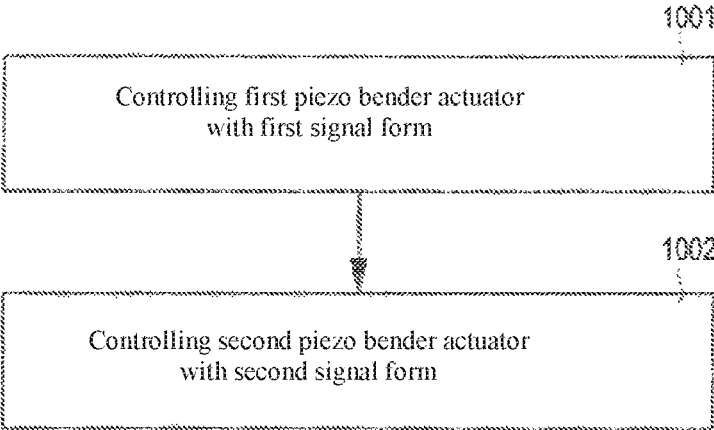 1001
Controlling first piezo bender actuator
with first signal form
1002
Controlling second piezo bender actuator
with second signal form